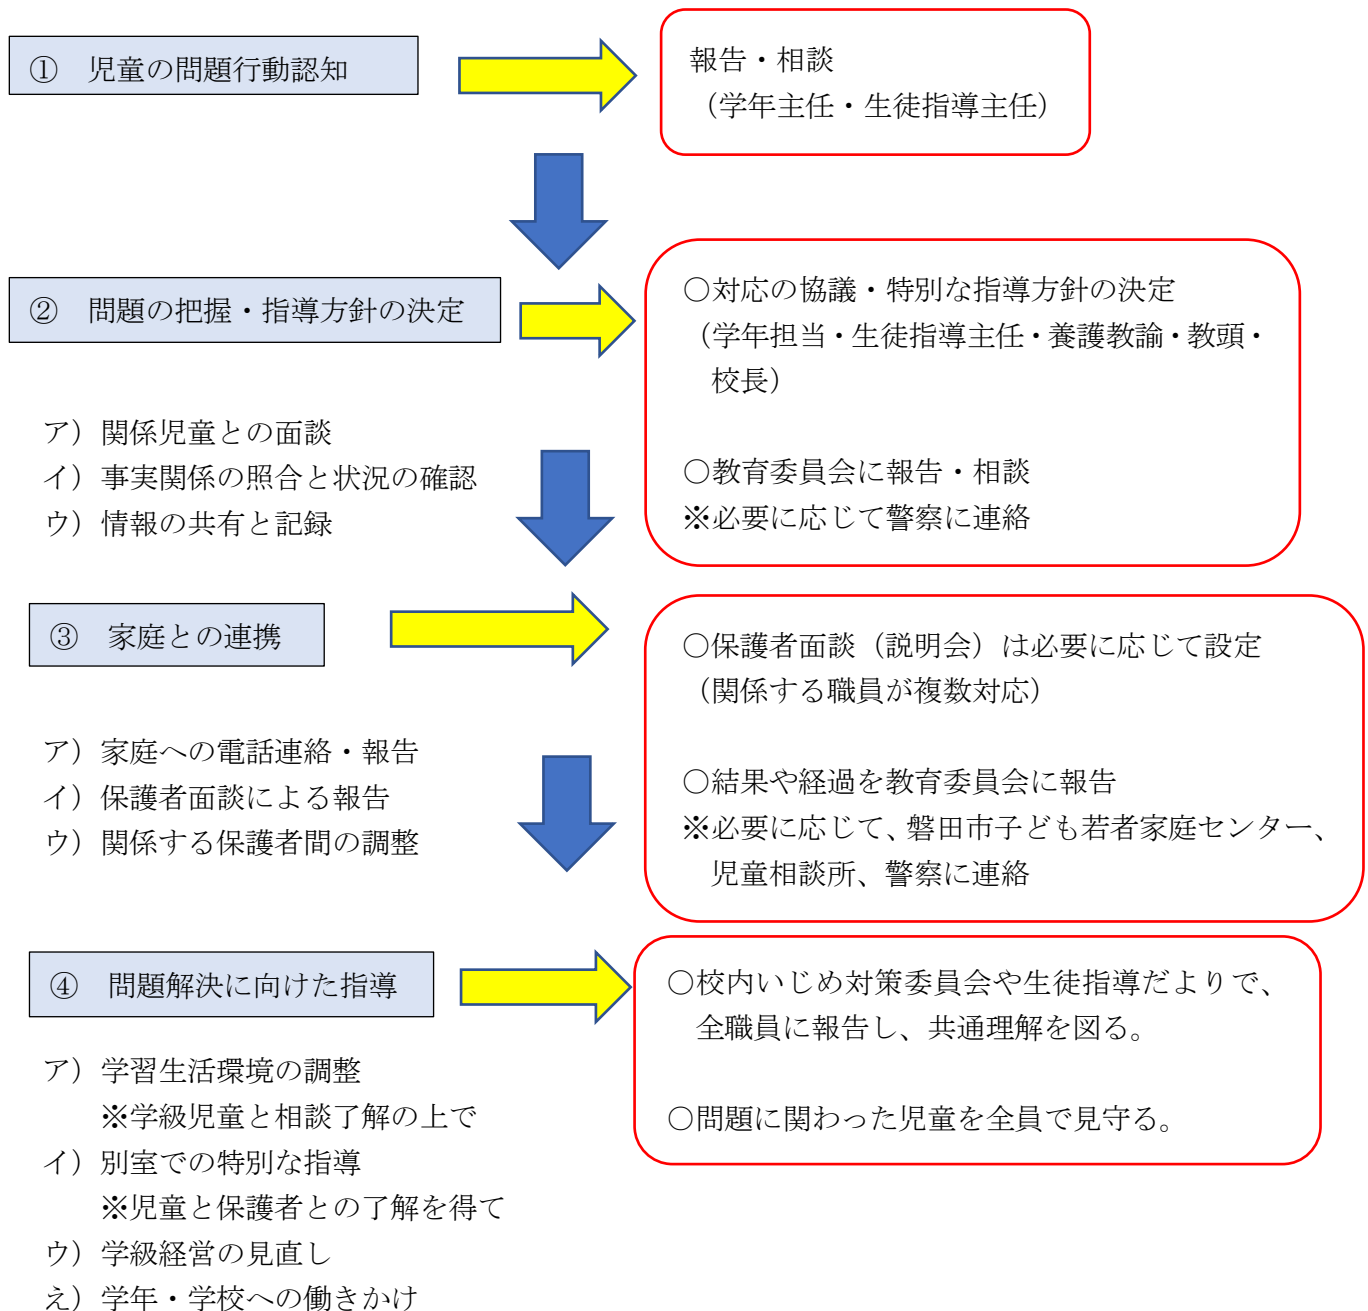 ① 児童の問題行動認知
報告・相談
（学年主任・生徒指導主任）
② 問題の把握・指導方針の決定
○対応の協議・特別な指導方針の決定
（学年担当・生徒指導主任・養護教諭・教頭・
校長）
○教育委員会に報告・相談
※必要に応じて警察に連絡
ア）関係児童との面談
イ）事実関係の照合と状況の確認
ウ）情報の共有と記録
③ 家庭との連携
○保護者面談（説明会）は必要に応じて設定
（関係する職員が複数対応）
○結果や経過を教育委員会に報告
※必要に応じて、磐田市子ども若者家庭センター、
児童相談所、警察に連絡
ア）家庭への電話連絡・報告
イ）保護者面談による報告
ウ）関係する保護者間の調整
④ 問題解決に向けた指導
○校内いじめ対策委員会や生徒指導だよりで、
全職員に報告し、共通理解を図る。
○問題に関わった児童を全員で見守る。
ア）学習生活環境の調整
※学級児童と相談了解の上で
イ）別室での特別な指導
※児童と保護者との了解を得て
ウ）学級経営の見直し
え）学年・学校への働きかけ